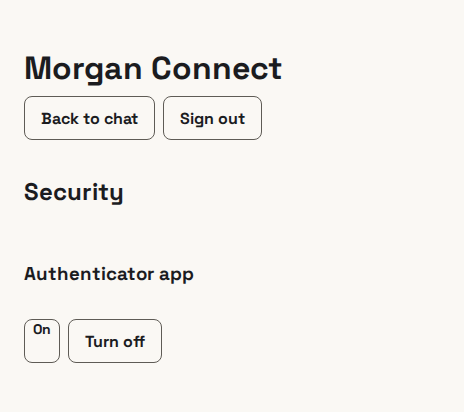 Morgan Connect
Back to chat Sign out
Security
Authenticator app
On Turn off